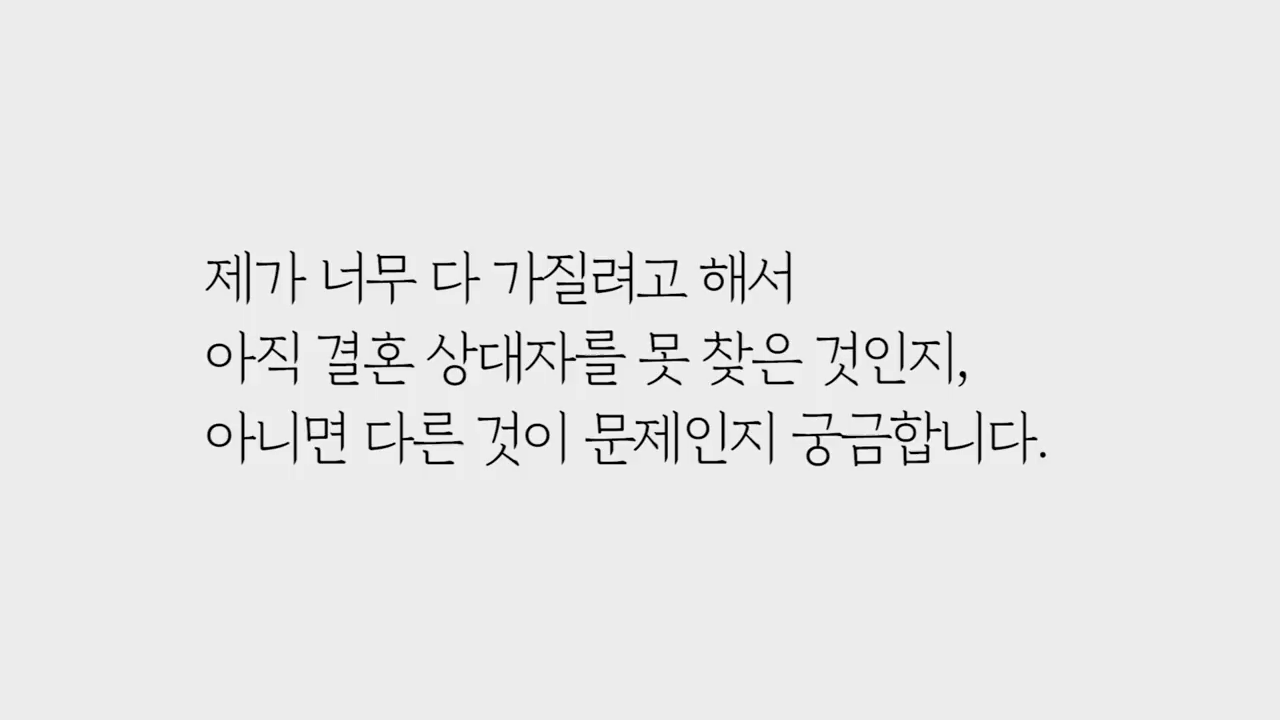 제가 너무 다 가질려고 해서
아직 결혼 상대자를 못 찾은 것인지,
아니면 다른 것이 문제인지 궁금합니다.